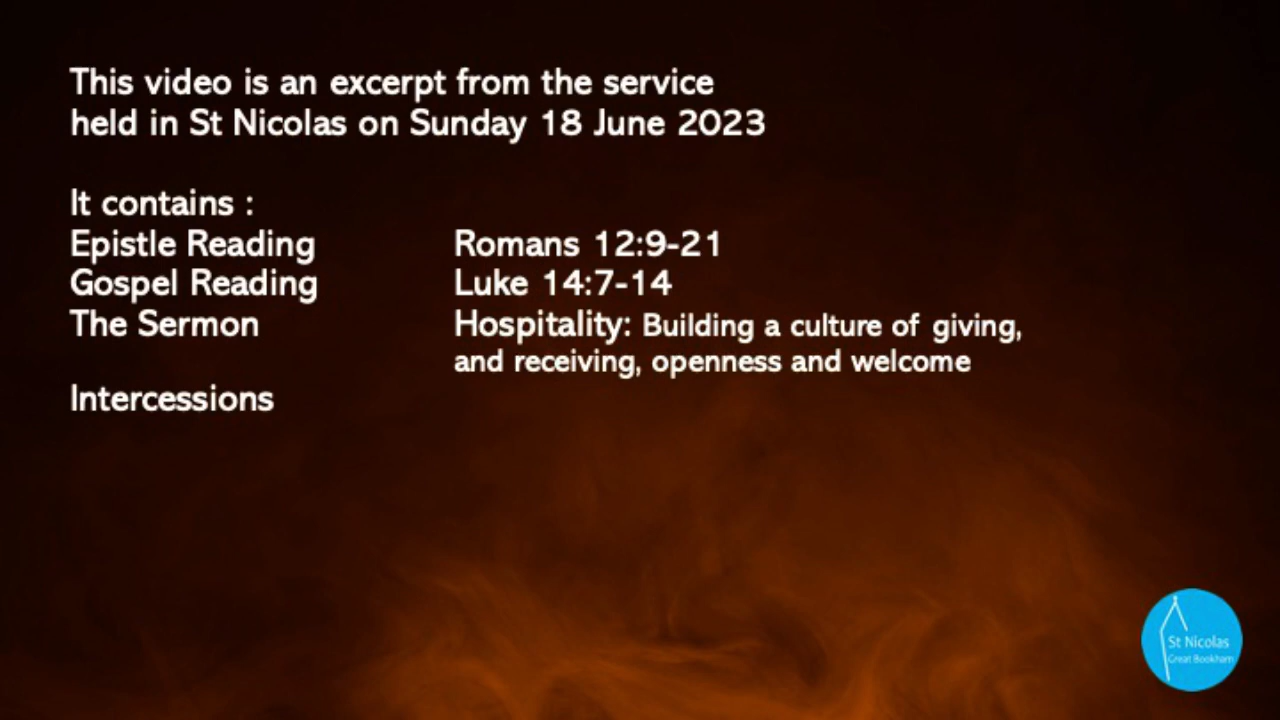 This video is an excerpt from the service
held in St Nicolas on Sunday 18 June 2023
It contains :
Epistle Reading Romans 12:9-21
Gospel Reading Luke 14:7-14
The Sermon Hospitality: Building a culture of giving,
and receiving, openness and welcome
Intercessions
St Nicolas
Great Bookham